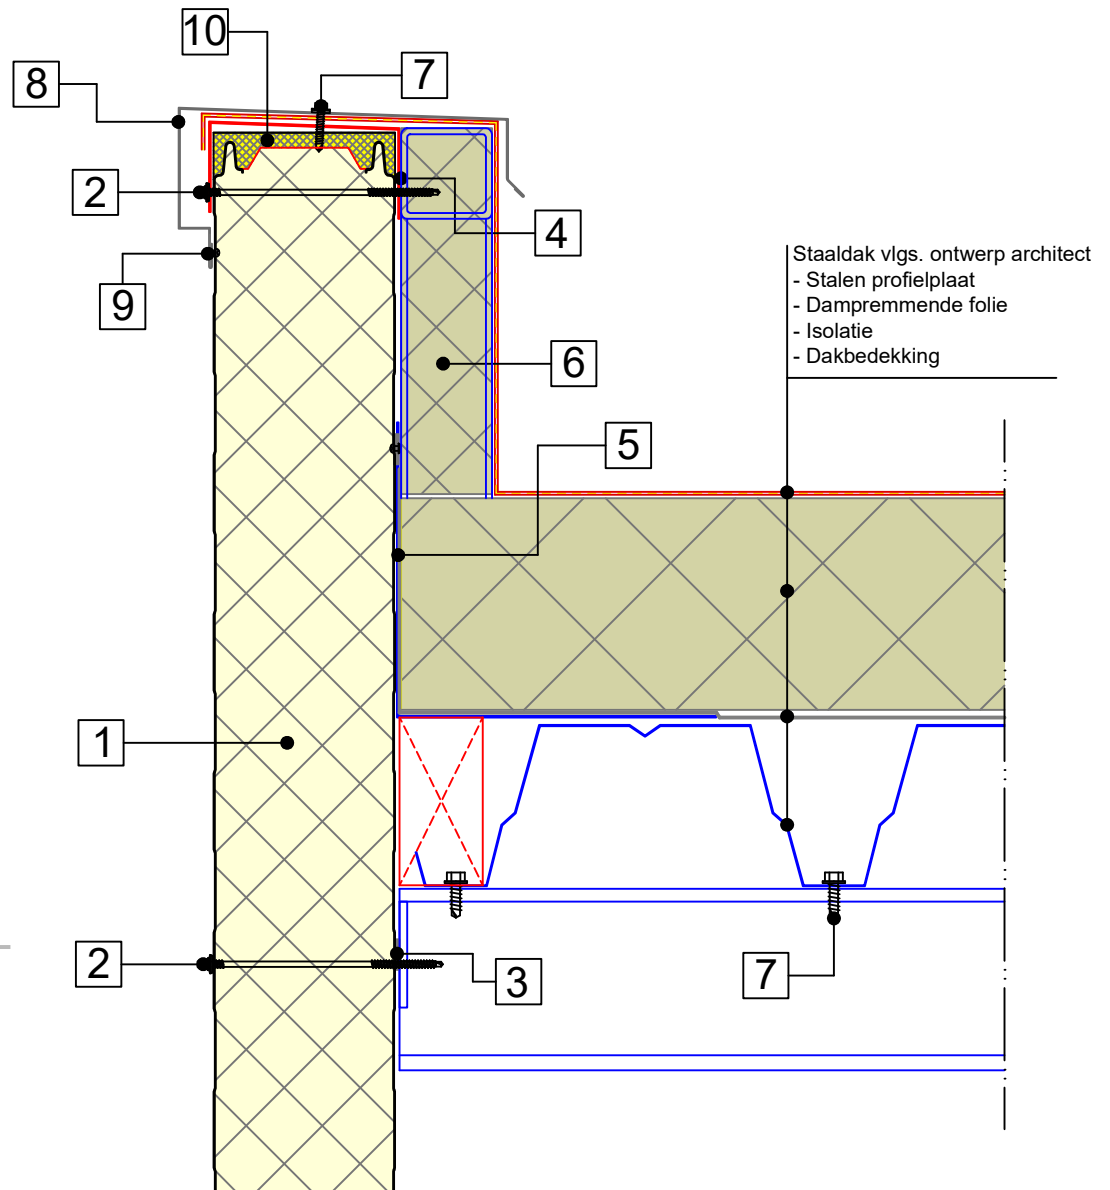 10
7
8
2
4
9
Staaldak vlgs. ontwerp architect
- Stalen profielplaat
- Dampremmende folie
- Isolatie
- Dakbedekking
6
5
1
2
3
7